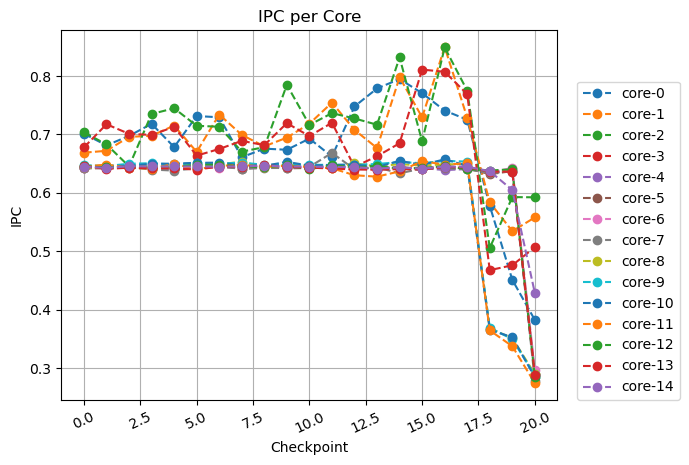 IPC per Core
IPC
0.8
0.7
0.6
0.5
0.4
0.3
0.0
2.5
5.0
7.5
10.0
12.5
15.0
17.5
20.0
Checkpoint
core-0
core-1
core-2
core-3
core-4
core-5
core-6
core-7
core-8
core-9
core-10
core-11
core-12
core-13
core-14